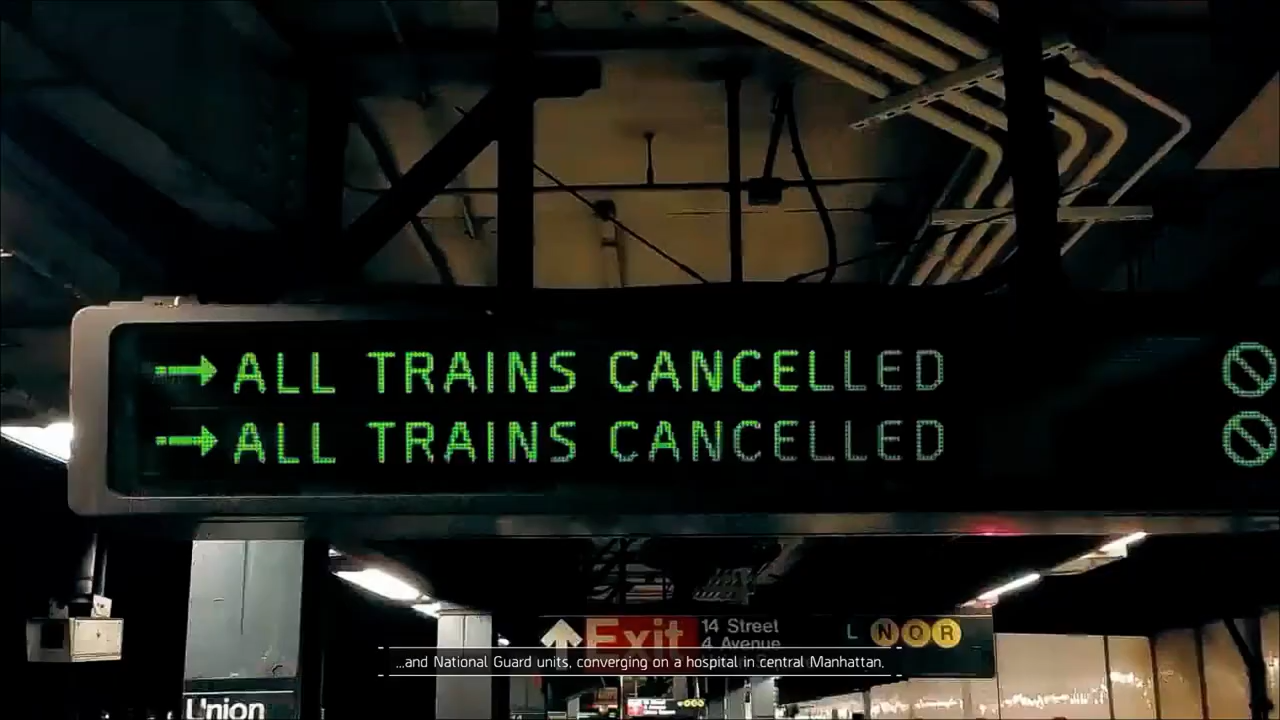 ALL TRAINS CANCELLED
ALL TRAINS CANCELLED
Exit
14 Street
4 Avenue
L N Q R
...and National Guard units, converging on a hospital in central Manhattan.
Union